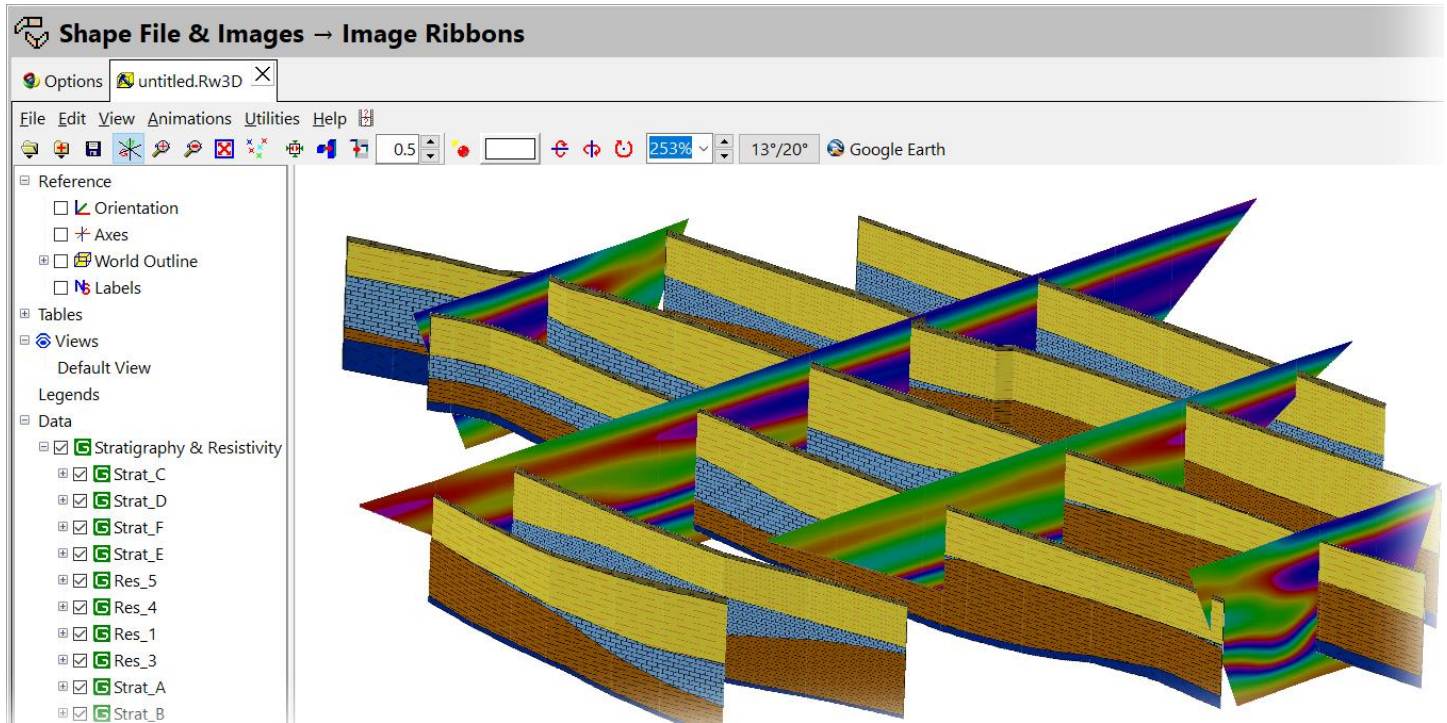 Shape File & Images → Image Ribbons
Options untitled.Rw3D
File Edit View Animations Utilities Help
0.5 253% 13°/20° Google Earth
Reference
Orientation
Axes
World Outline
Labels
Tables
Views
Default View
Legends
Data
Stratigraphy & Resistivity
Strat_C
Strat_D
Strat_F
Strat_E
Res_5
Res_4
Res_1
Res_3
Strat_A
Strat_B